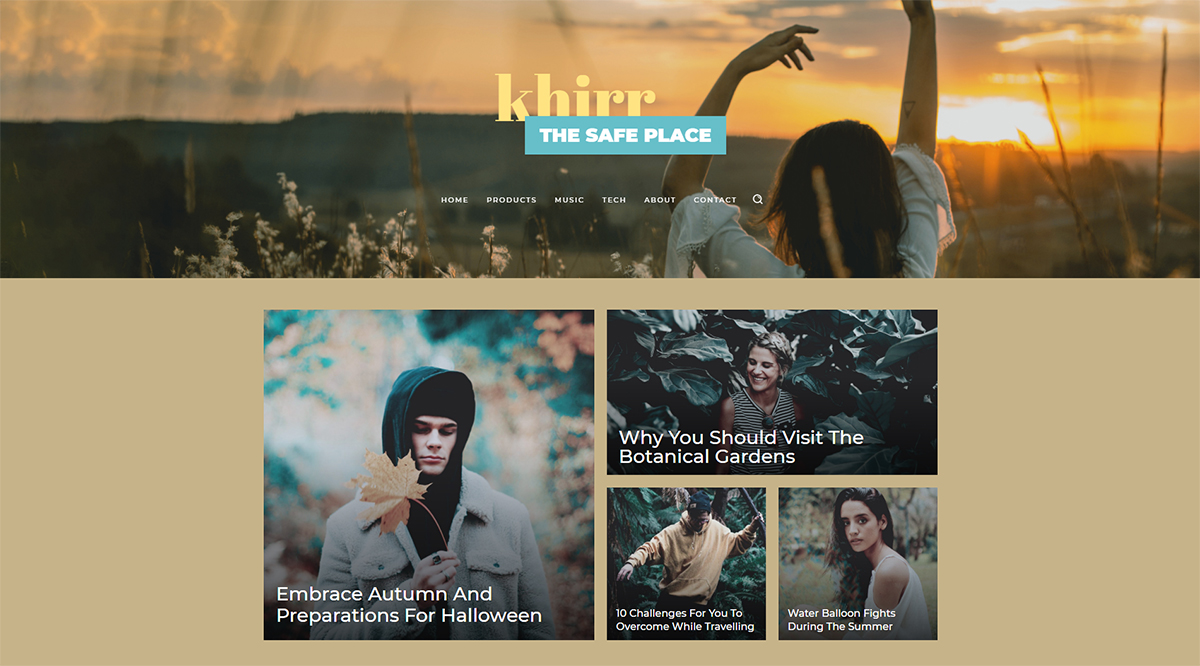 khirr
THE SAFE PLACE
HOME PRODUCTS MUSIC TECH ABOUT CONTACT
Why You Should Visit The
Botanical Gardens
Embrace Autumn And
Preparations For Halloween
10 Challenges For You To
Overcome While Travelling
Water Balloon Fights
During The Summer